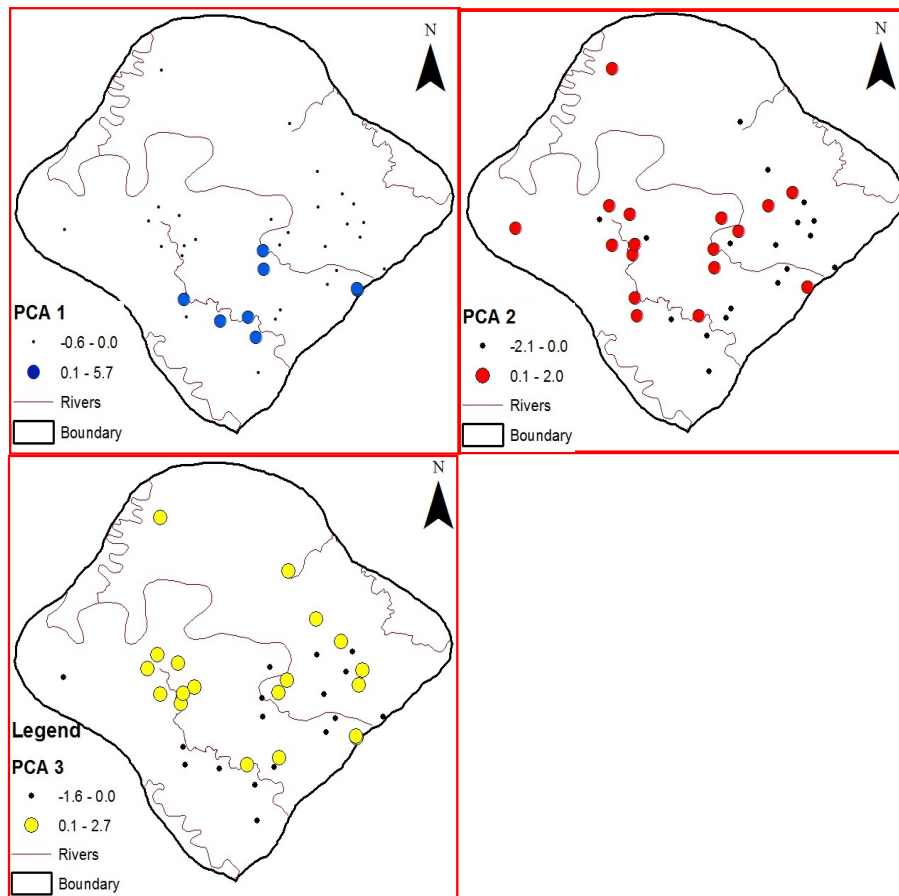 N
PCA 1
-0.6 - 0.0
0.1 - 5.7
Rivers
Boundary
N
PCA 2
-2.1 - 0.0
0.1 - 2.0
Rivers
Boundary
N
Legend
PCA 3
-1.6 - 0.0
0.1 - 2.7
Rivers
Boundary